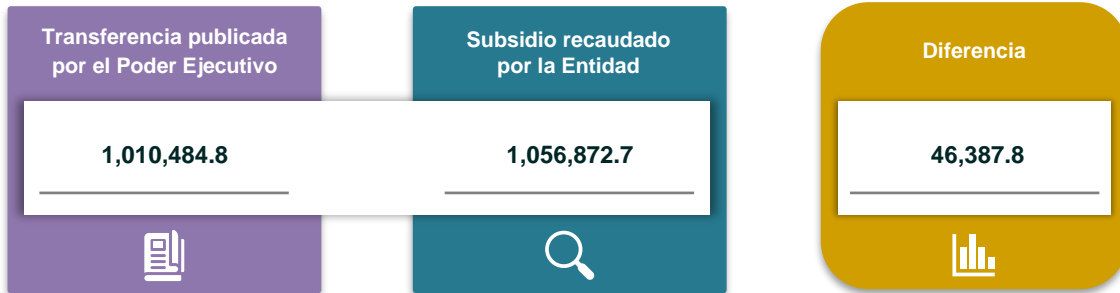 Transferencia publicada
por el Poder Ejecutivo
1,010,484.8
Subsidio recaudado
por la Entidad
1,056,872.7
Diferencia
46,387.8